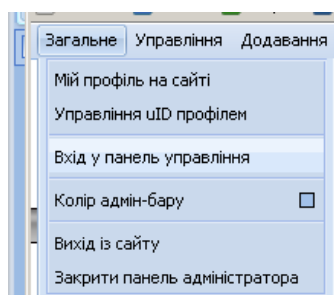 Загальне Управління Додавання
Мій профіль на сайті
Управління uID профілем
Вхід у панель управління
Колір адмін-бару
Вихід із сайту
Закрити панель адміністратора